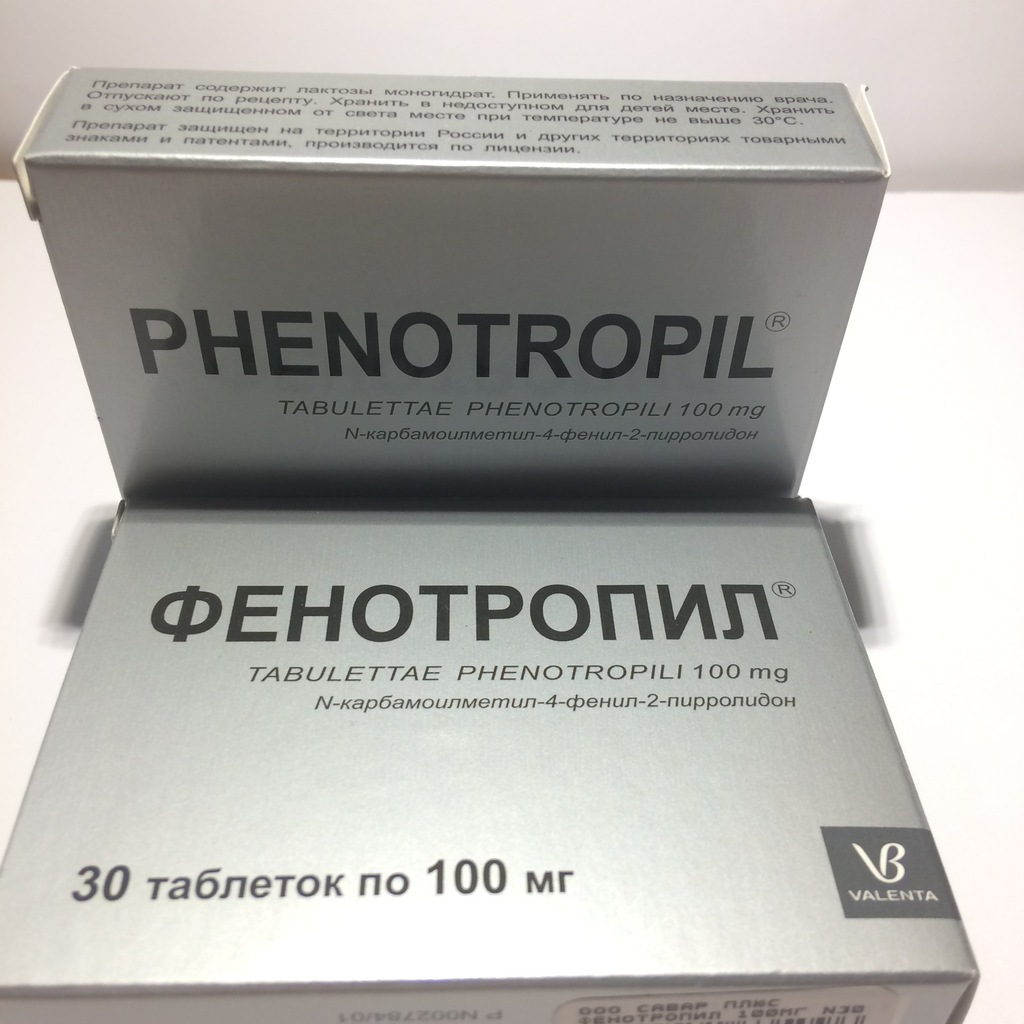 Препарат содержит лактозы моногидрат. Применять по назначению врача.
Отпускают по рецепту. Хранить в недоступном для детей месте. Хранить
в сухом защищенном от света месте при температуре не выше 30°С.
Препарат защищен на территории России и других территориях товарными
знаками и патентами, производится по лицензии.
PHENOTROPIL®
TABULETTAE PHENOTROPILI 100 mg
N-карбамоилметил-4-фенил-2-пирролидон
ФЕНОТРОПИЛ®
TABULETTAE PHENOTROPILI 100 mg
N-карбамоилметил-4-фенил-2-пирролидон
30 таблеток по 100 мг
VALENTA
Р N002784/01
ООО САВАР ПЛЮС
ФЕНОТРОПИЛ 100МГ N30